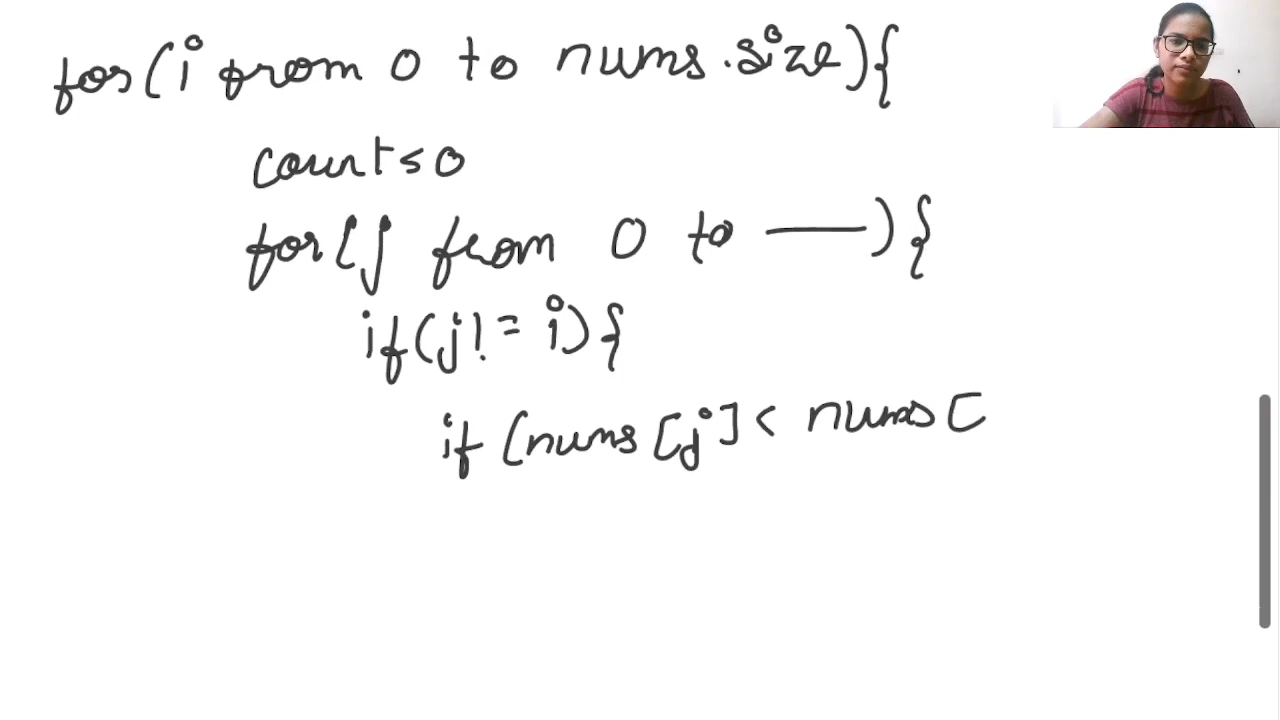 for(i from 0 to nums.size){
count=0
for(j from 0 to —){
if(j!=i){
if(nums[j]< nums[